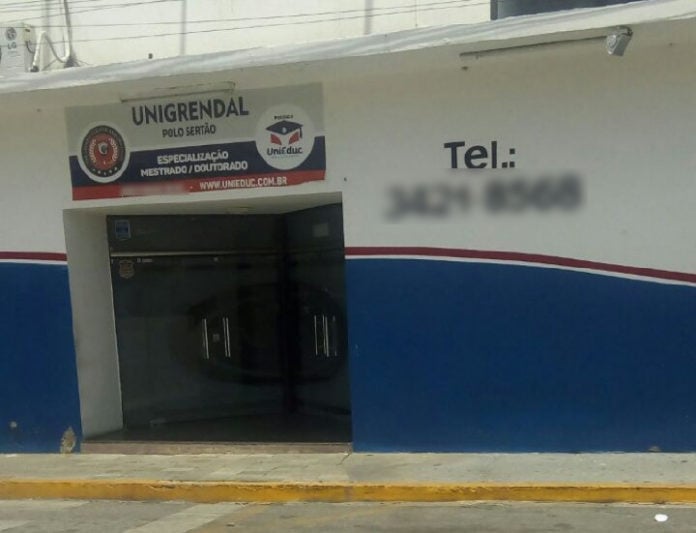 UNIGRENDAL
POLO SERTÃO
ESPECIALIZAÇÃO
MESTRADO / DOUTORADO
UniEduc
WWW.UNIEDUC.COM.BR
Tel.: